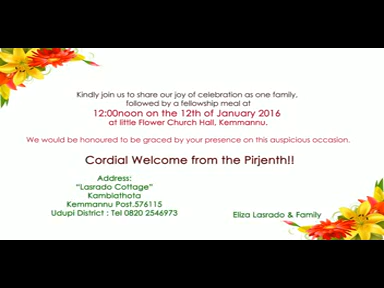 Kindly join us to share our joy of celebration as one family,
followed by a fellowship meal at
12:00noon on the 12th of January 2016
at little Flower Church Hall, Kemmannu.
We would be honoured to be graced by your presence on this auspicious occasion.
Cordial Welcome from the Pirjenth!!
Address:
"Lasrado Cottage"
Kamblathota
Kemmannu Post.576115
Udupi District : Tel 0820 2546973
Eliza Lasrado & Family